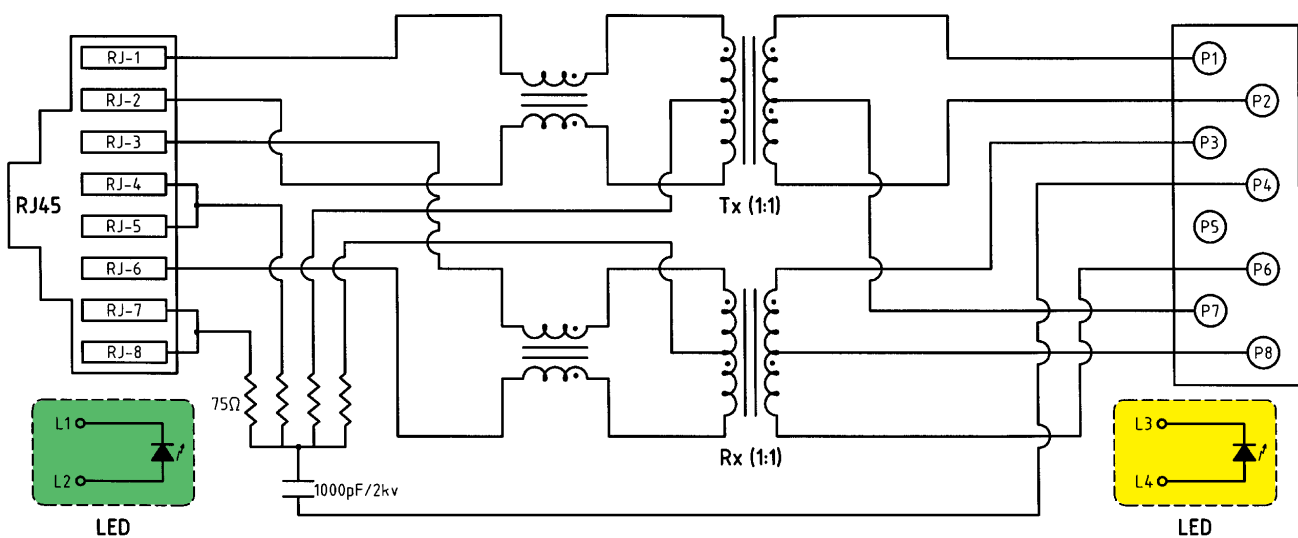 RJ45
RJ-1
RJ-2
RJ-3
RJ-4
RJ-5
RJ-6
RJ-7
RJ-8
Tx (1:1)
Rx (1:1)
P1
P2
P3
P4
P5
P6
P7
P8
75Ω
1000pF/2kv
L1
L2
LED
L3
L4
LED